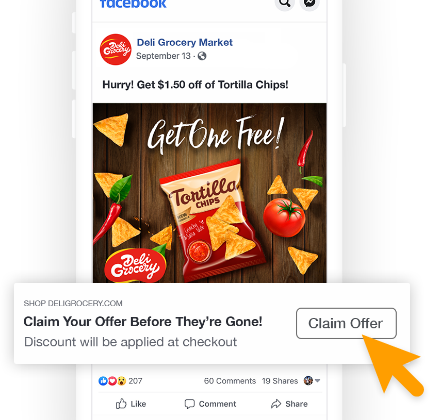 facebook
Deli Grocery Market
September 13 ·
Hurry! Get $1.50 off of Tortilla Chips!
Get One Free!
Tortilla
CHIPS
Deli
Grocery
SHOP DELIGROCERY.COM
Claim Your Offer Before They're Gone!
Discount will be applied at checkout
Claim Offer
207
60 Comments 19 Shares
Like
Comment
Share